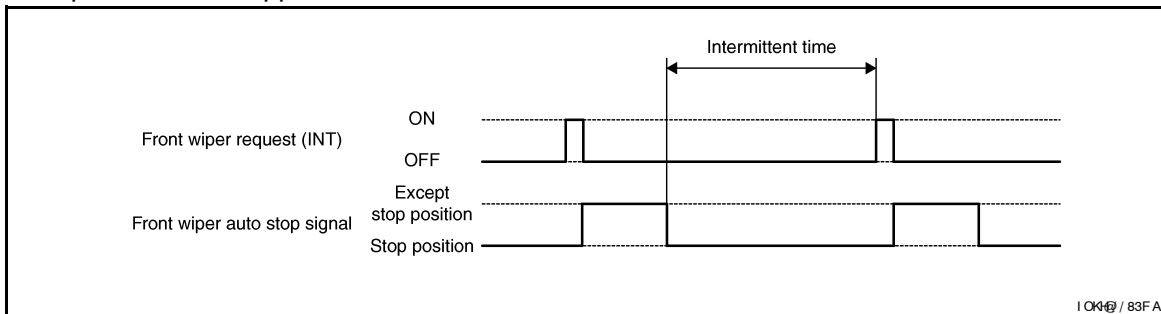 Intermittent time
ON
Front wiper request (INT)
OFF
Except
stop position
Front wiper auto stop signal
Stop position